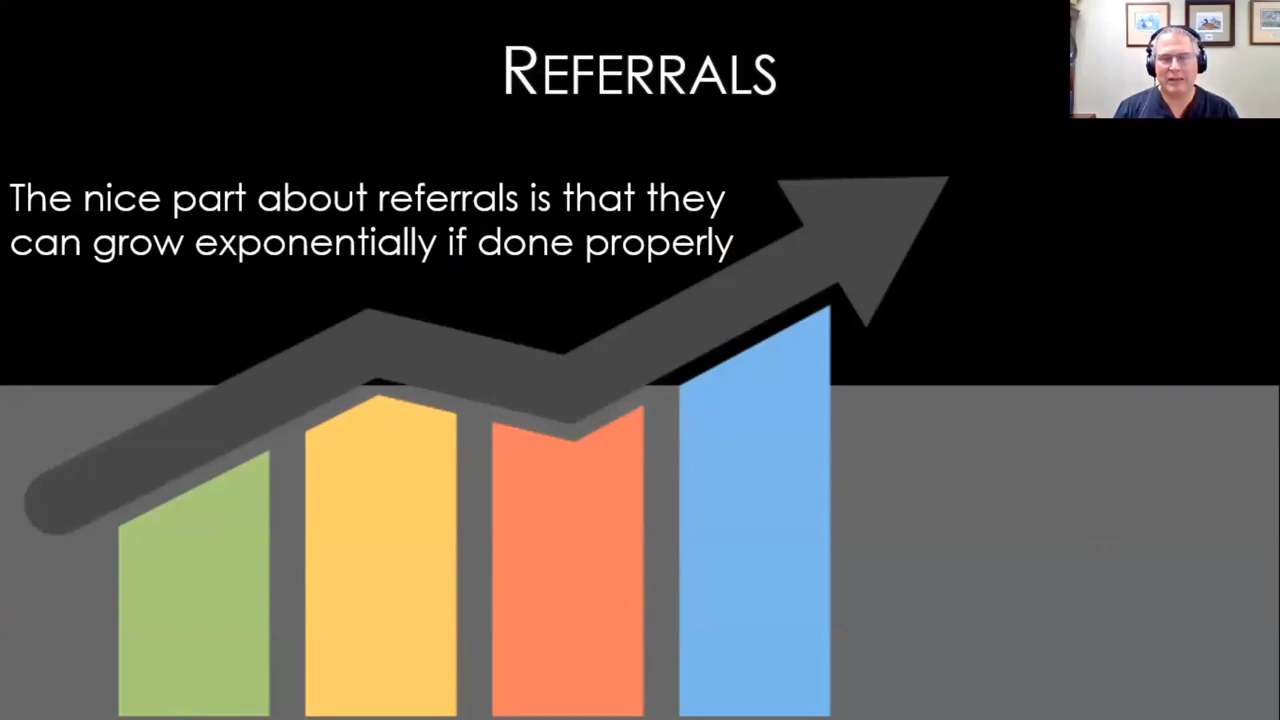 REFERRALS
The nice part about referrals is that they
can grow exponentially if done properly